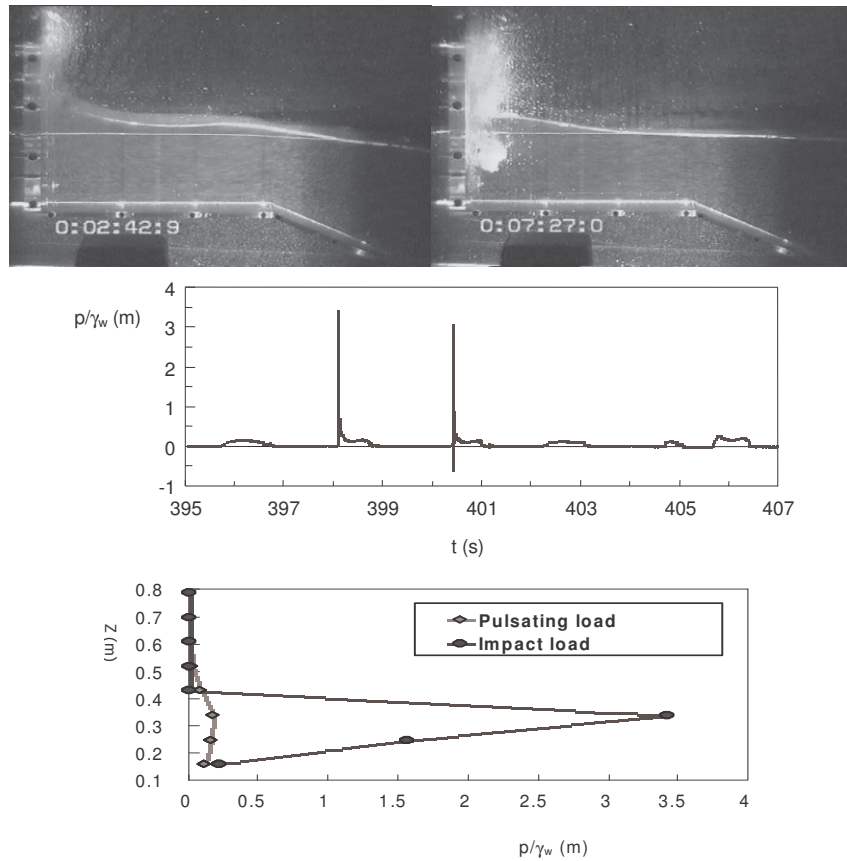 0:02:42:9
0:07:27:0
4
p/γw (m)
3
2
1
0
-1
395 397 399 401 403 405 407
t (s)
0.8
0.7
0.6
0.5
0.4
0.3
0.2
0.1
Z (m)
Pulsating load
Impact load
0 0.5 1 1.5 2 2.5 3 3.5 4
p/γw (m)